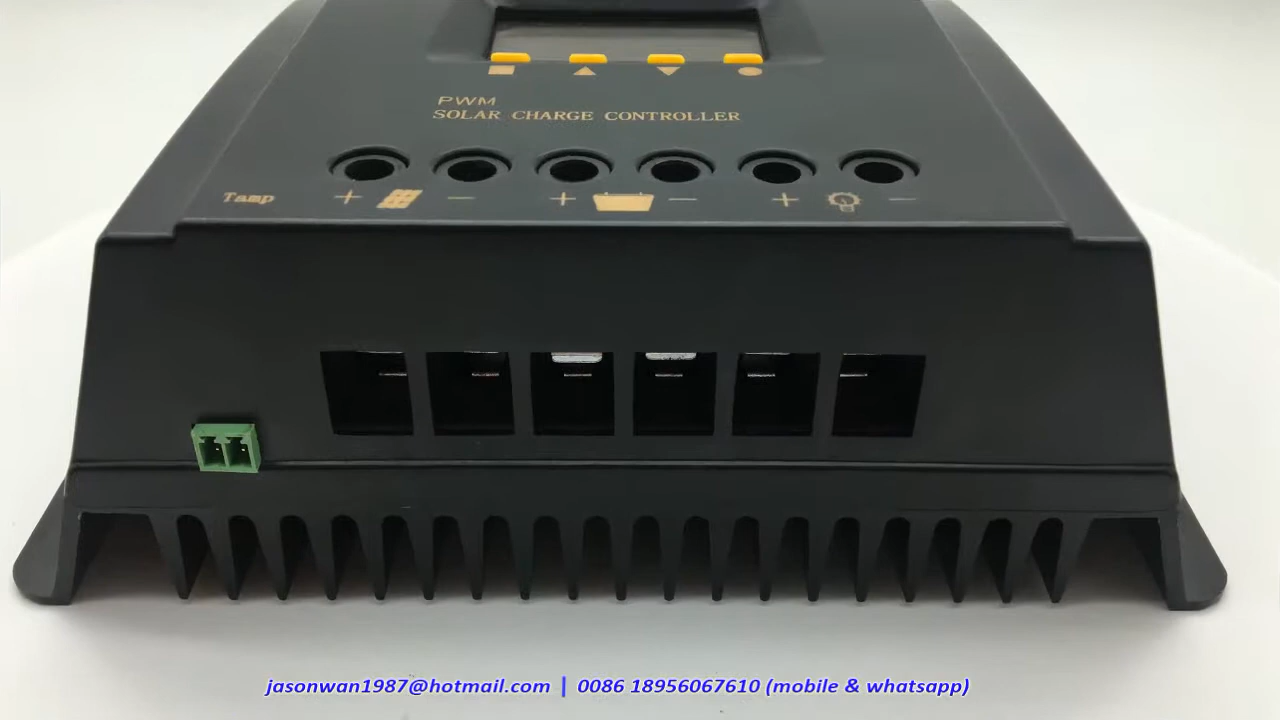 PWM
SOLAR CHARGE CONTROLLER
Tamp
+ − + − + −
jasonwan1987@hotmail.com | 0086 18956067610 (mobile & whatsapp)